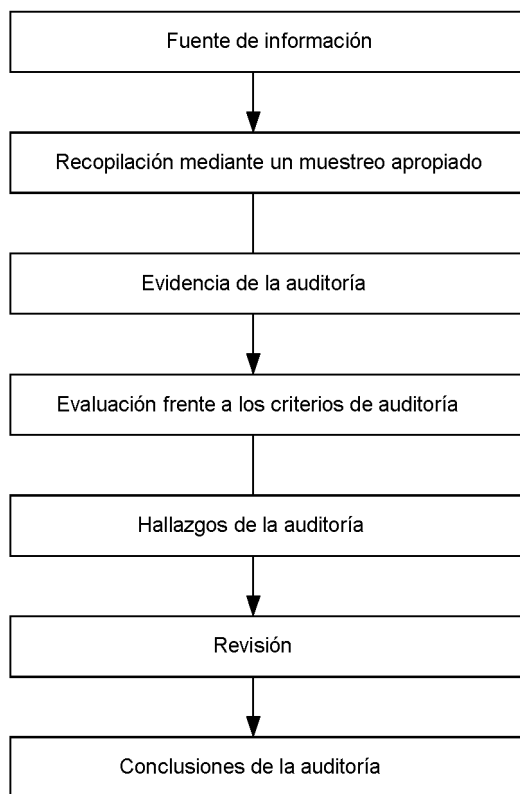 Fuente de información
Recopilación mediante un muestreo apropiado
Evidencia de la auditoría
Evaluación frente a los criterios de auditoría
Hallazgos de la auditoría
Revisión
Conclusiones de la auditoría